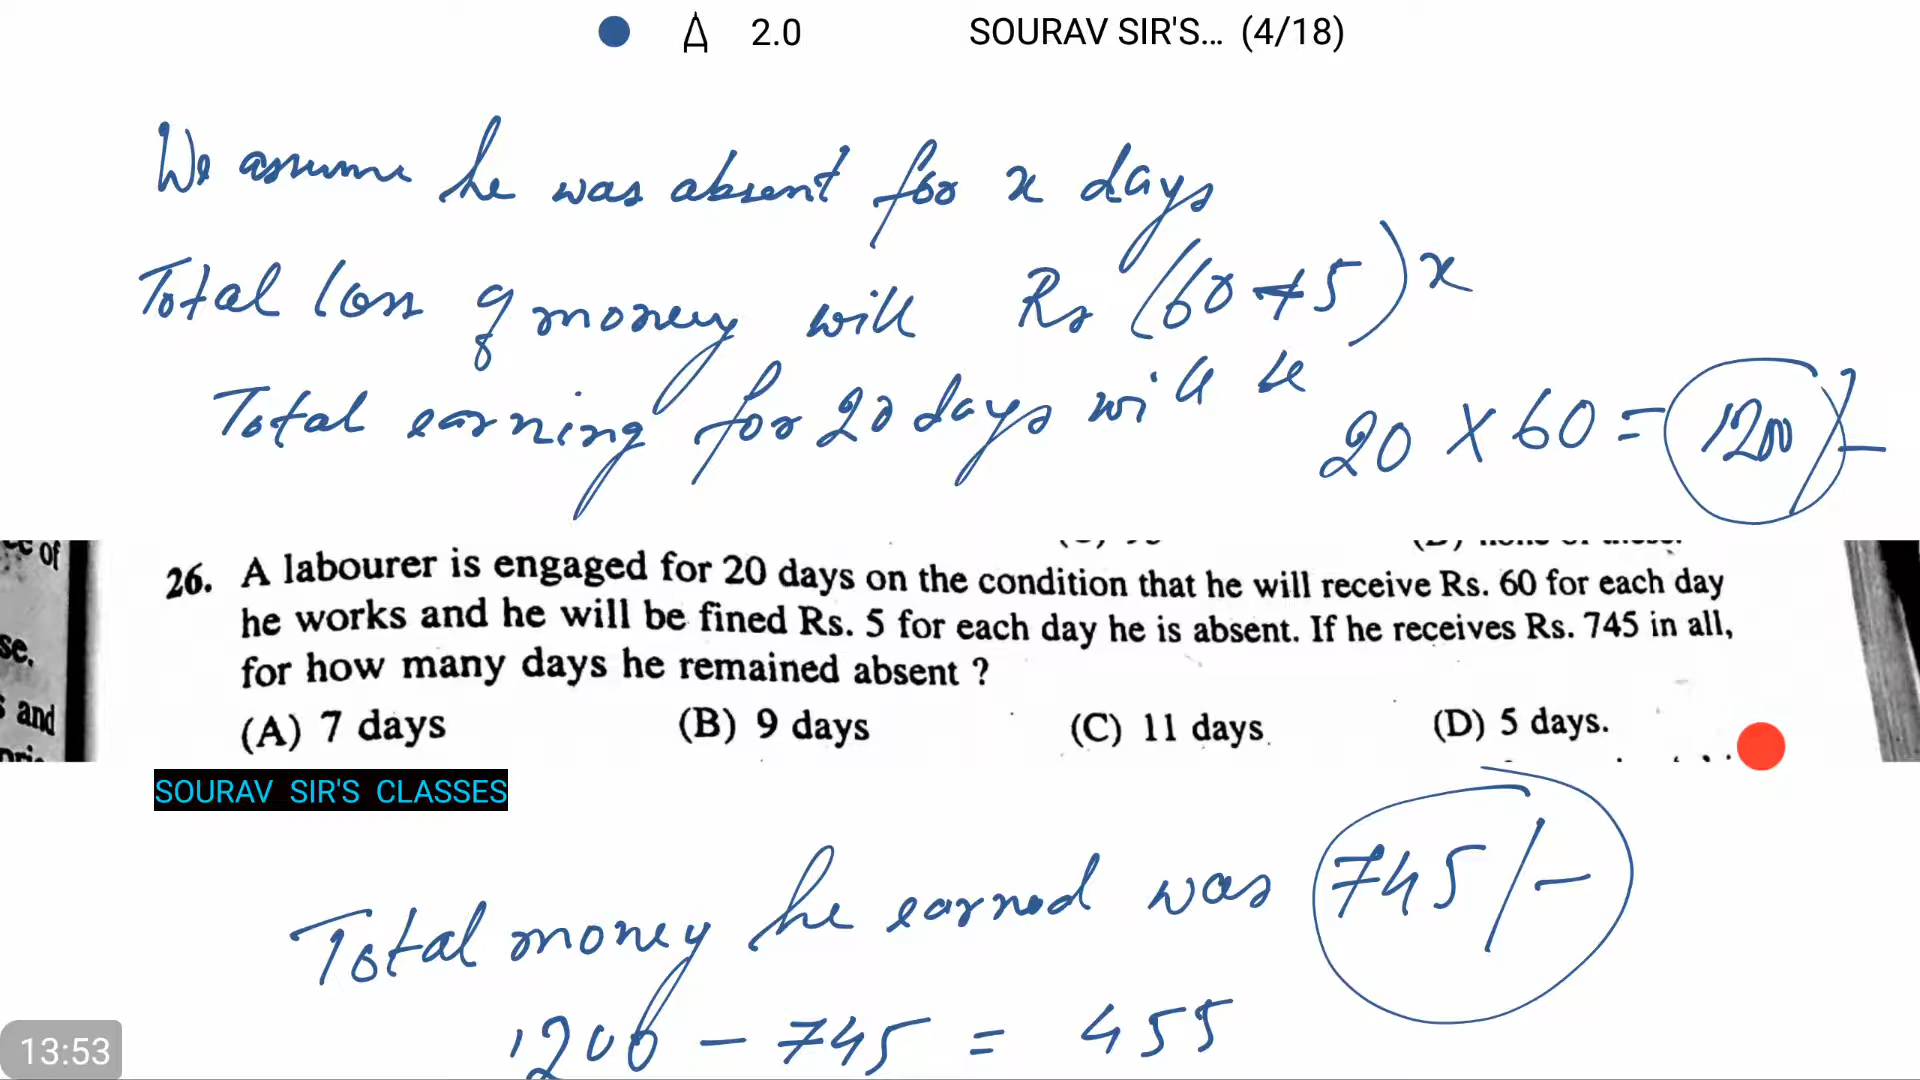 A 2.0 SOURAV SIR'S... (4/18)
We assume he was absent for x days
Total loss of money will Rs (60+5)x
Total earning for 20 days will be
20 × 60 = 1200/-
26. A labourer is engaged for 20 days on the condition that he will receive Rs. 60 for each day
he works and he will be fined Rs. 5 for each day he is absent. If he receives Rs. 745 in all,
for how many days he remained absent ?
(A) 7 days (B) 9 days (C) 11 days (D) 5 days.
of
se.
and
SOURAV SIR'S CLASSES
Total money he earned was 745/-
1200 - 745 = 455
13:53